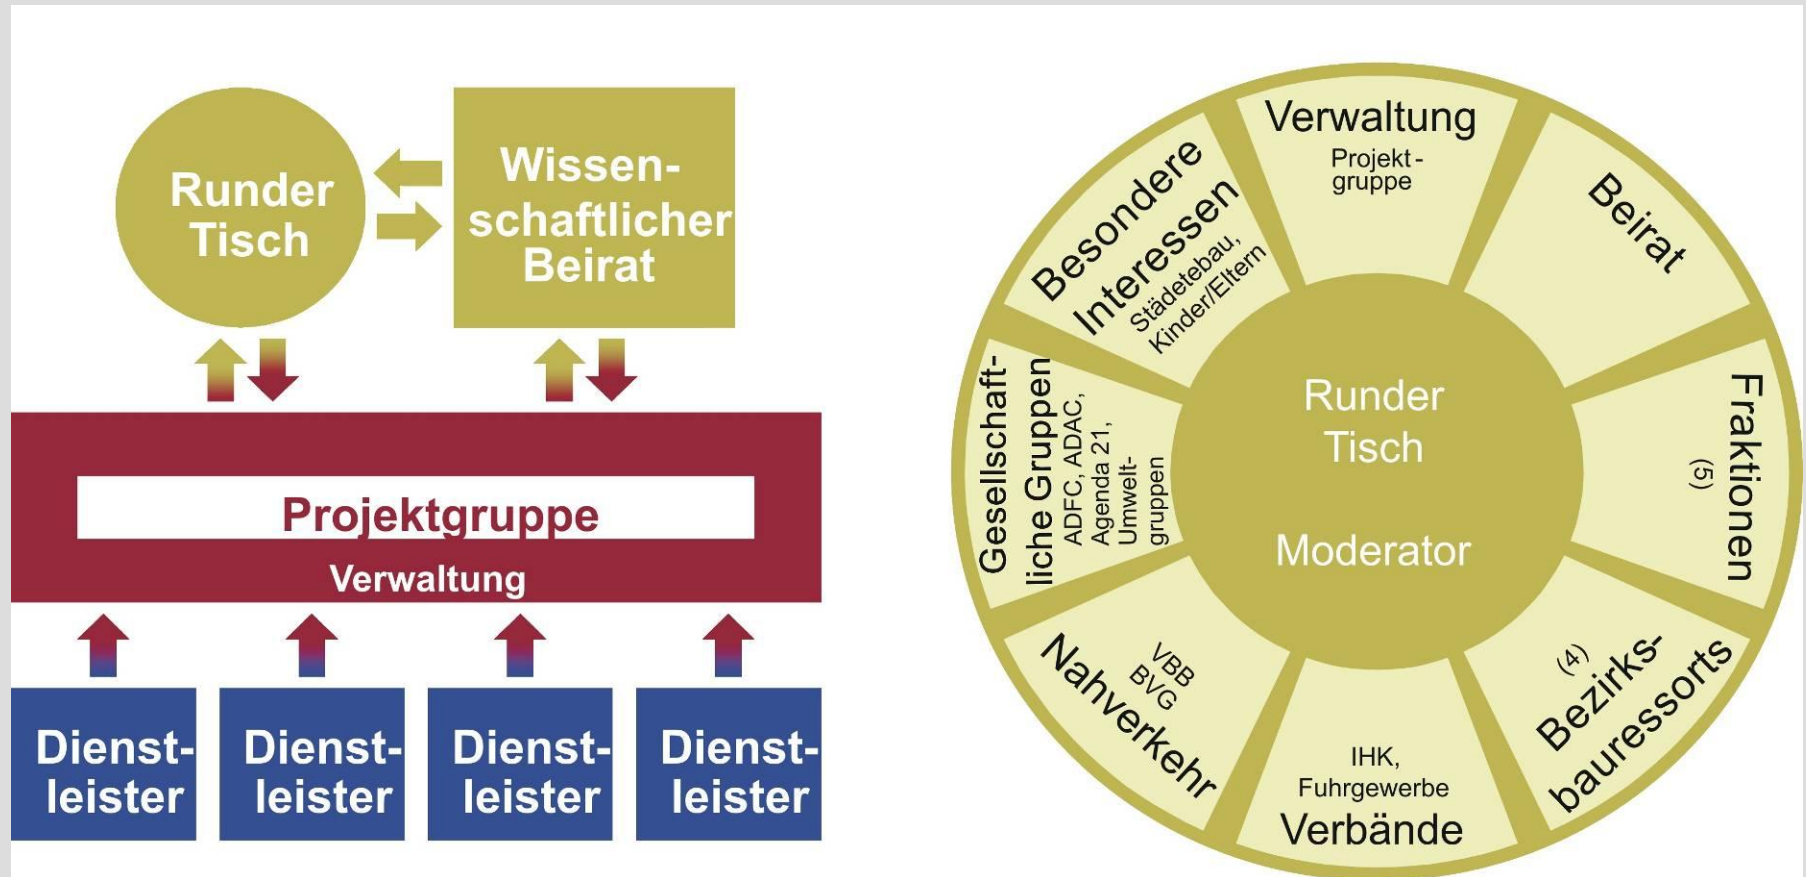 Runder
Tisch
Wissen-
schaftlicher
Beirat
Projektgruppe
Verwaltung
Dienst-
leister
Dienst-
leister
Dienst-
leister
Dienst-
leister
Verwaltung
Projekt-
gruppe
Beirat
Fraktionen
(5)
(4)
Bezirks-
bauressorts
IHK,
Fuhrgewerbe
Verbände
VBB
BVG
Nahverkehr
Gesellschaft-
liche Gruppen
ADFC, ADAC,
Agenda 21,
Umwelt-
gruppen
Besondere
Interessen
Städetebau,
Kinder/Eltern
Runder
Tisch
Moderator